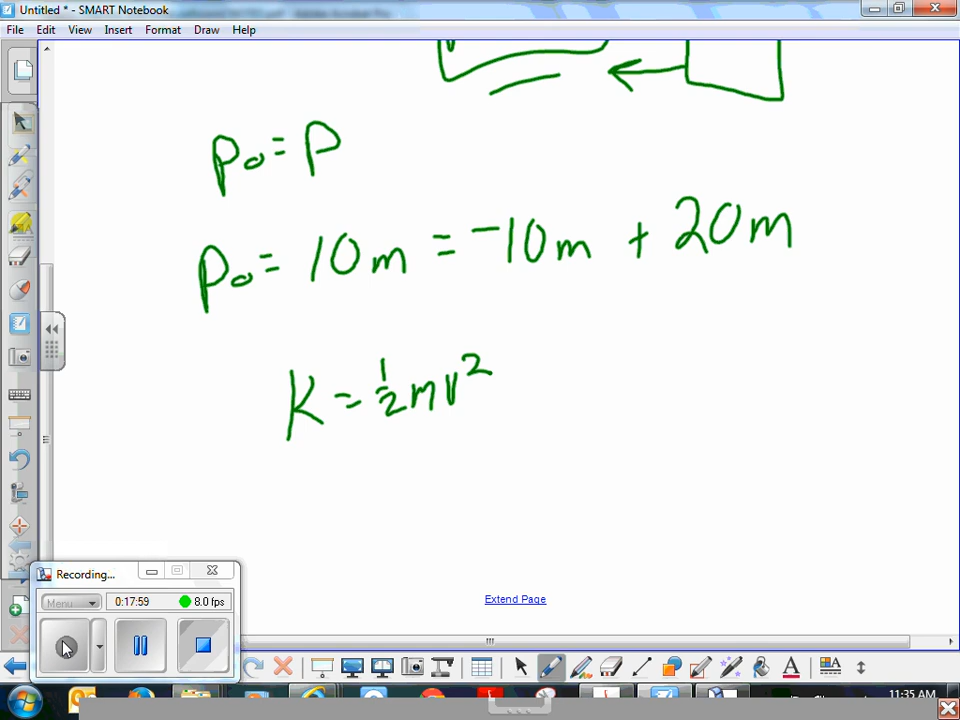 Untitled * - SMART Notebook
File Edit View Insert Format Draw Help
p₀ = p
p₀ = 10m = -10m + 20m
K = ½mv²
Recording...
Menu 0:17:59 8.0 fps
Extend Page
11:35 AM